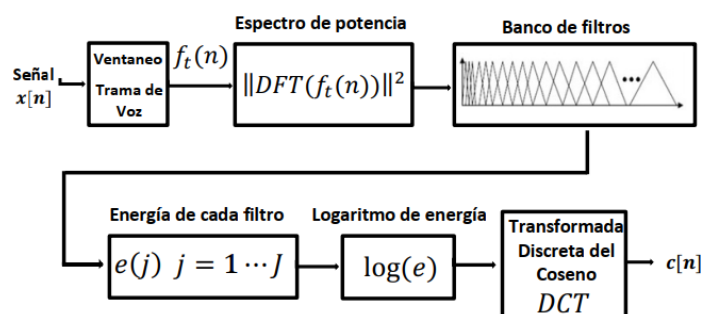 Señal
x[n]
Ventaneo
Trama de
Voz
f_t(n)
Espectro de potencia
‖DFT(f_t(n))‖²
Banco de filtros
•••
Energía de cada filtro
e(j) j = 1 ⋯ J
Logaritmo de energía
log(e)
Transformada
Discreta del
Coseno
DCT
c[n]